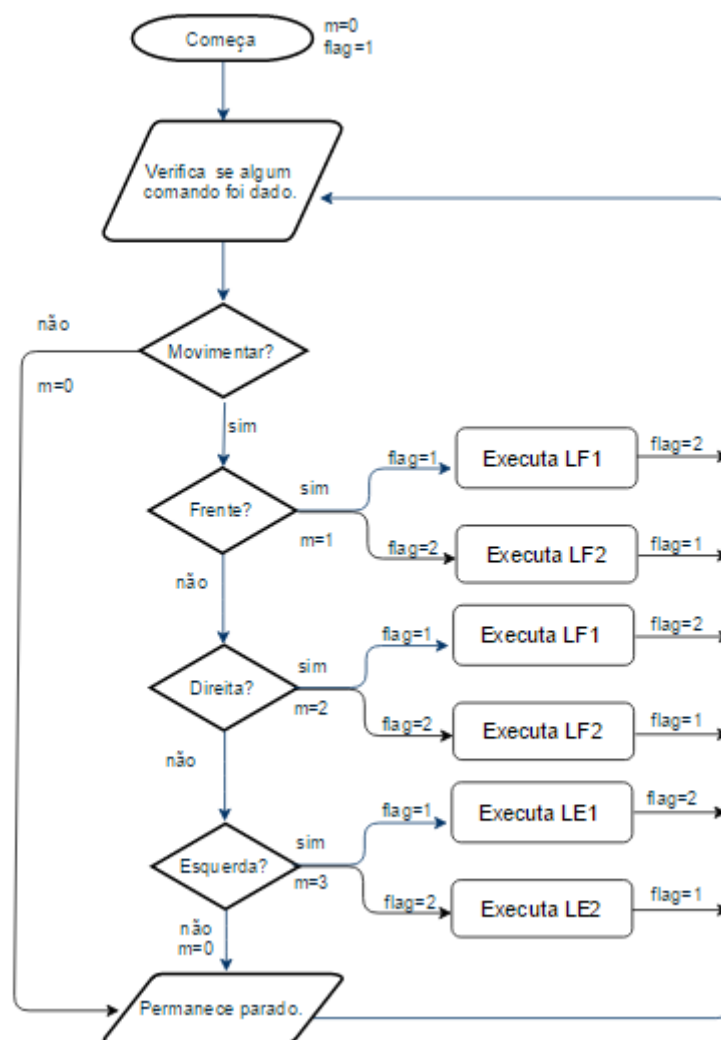 Começa
m=0
flag=1
Verifica se algum
comando foi dado.
não
Movimentar?
m=0
sim
flag=1
Executa LF1
flag=2
sim
Frente?
m=1
flag=2
Executa LF2
flag=1
não
flag=1
Executa LF1
flag=2
sim
Direita?
m=2
flag=2
Executa LF2
flag=1
não
flag=1
Executa LE1
flag=2
sim
Esquerda?
m=3
flag=2
Executa LE2
flag=1
não
m=0
Permanece parado.